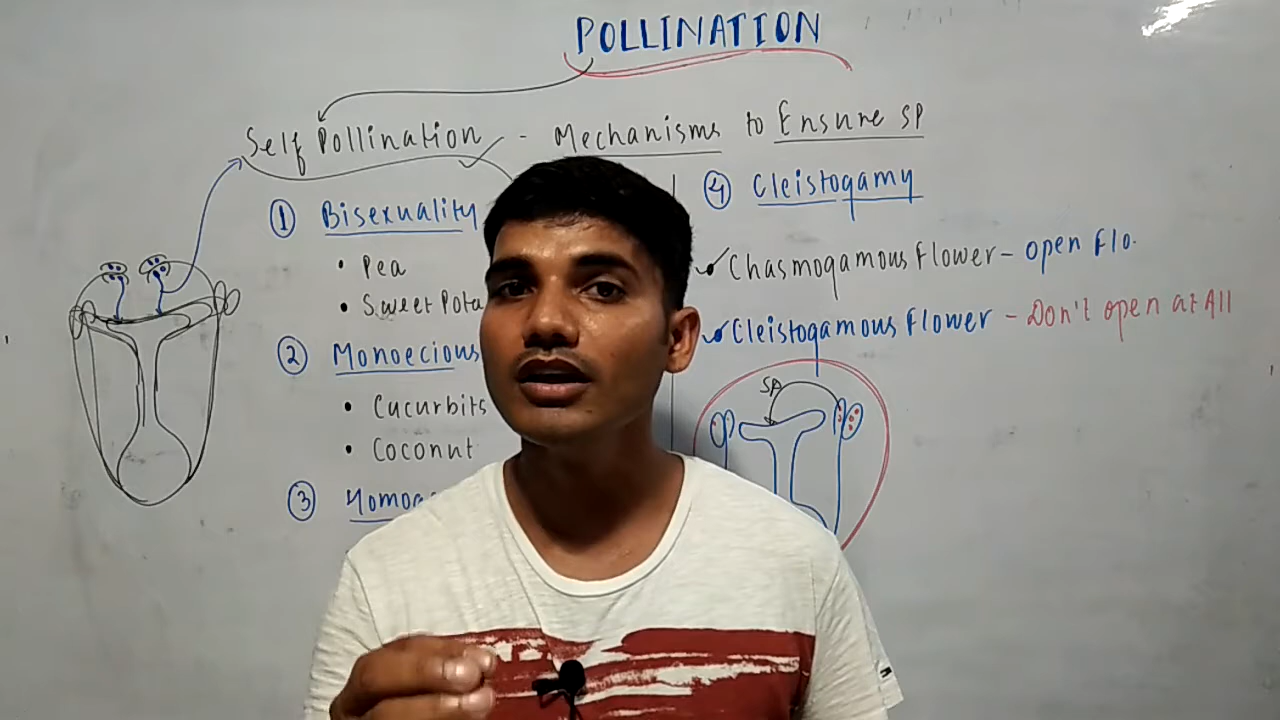 POLLINATION
Self Pollination - Mechanisms to Ensure SP
① Bisexuality
• Pea
• Sweet Pota
② Monoecious
• Cucurbits
• Coconut
③ Homog
④ Cleistogamy
✓ Chasmogamous Flower - open flo.
✓ Cleistogamous Flower - Don't open at All
SP